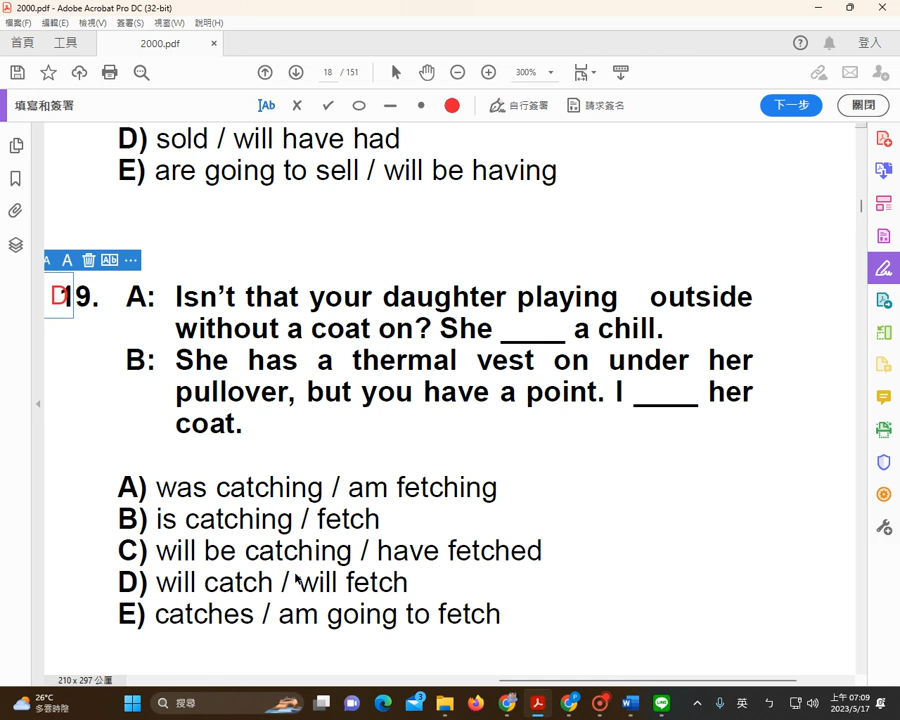 2000.pdf - Adobe Acrobat Pro DC (32-bit)
檔案(F) 編輯(E) 檢視(V) 簽署(S) 視窗(W) 說明(H)
首頁 工具 2000.pdf × 登入
18 / 151 300%
填寫和簽署 Ab 自行簽署 請求簽名 下一步 關閉
D) sold / will have had
E) are going to sell / will be having
A A Ab ...
D
19. A: Isn't that your daughter playing outside
without a coat on? She ____ a chill.
B: She has a thermal vest on under her
pullover, but you have a point. I ____ her
coat.
A) was catching / am fetching
B) is catching / fetch
C) will be catching / have fetched
D) will catch / will fetch
E) catches / am going to fetch
210 x 297 公厘
26°C
多雲時陰
搜尋
3
英
上午 07:09
2023/5/17